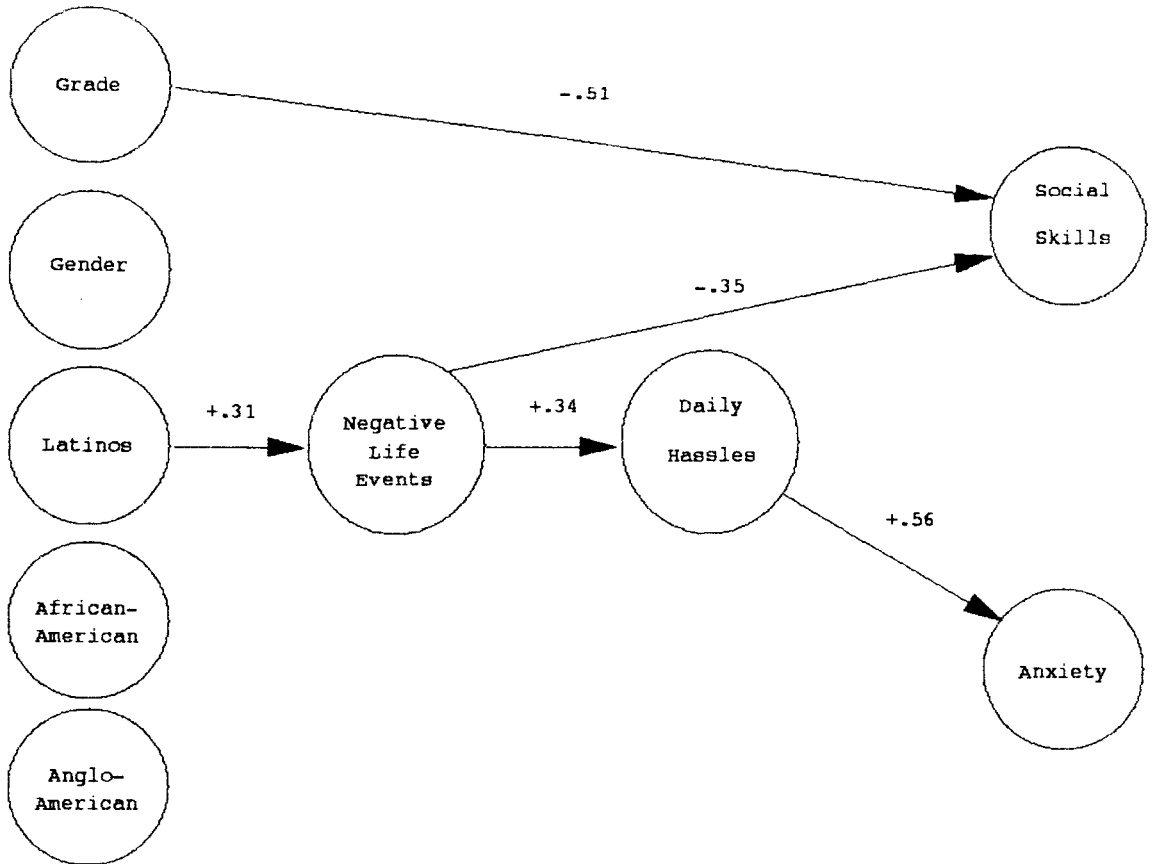 Grade
-.51
Social
Skills
Gender
-.35
Latinos
+.31
Negative
Life
Events
+.34
Daily
Hassles
+.56
African-
American
Anxiety
Anglo-
American